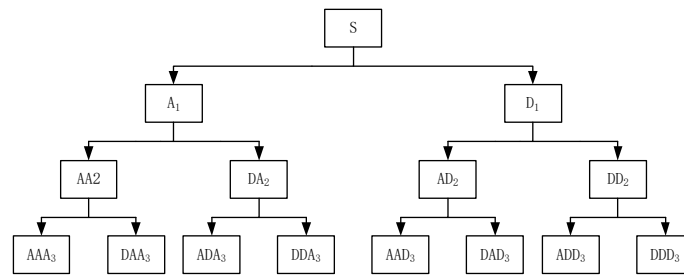 S
A₁ D₁
AA2 DA₂ AD₂ DD₂
AAA₃ DAA₃ ADA₃ DDA₃ AAD₃ DAD₃ ADD₃ DDD₃